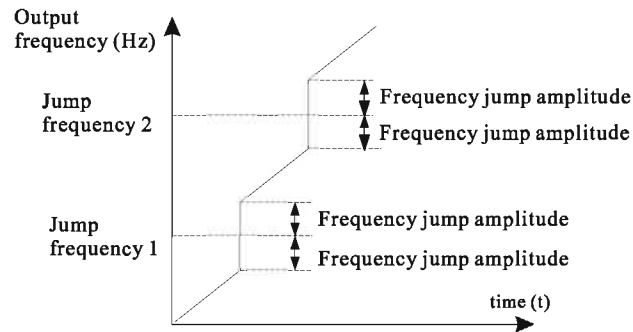 Output
frequency (Hz)
Jump
frequency 2
Frequency jump amplitude
Frequency jump amplitude
Jump
frequency 1
Frequency jump amplitude
Frequency jump amplitude
time (t)